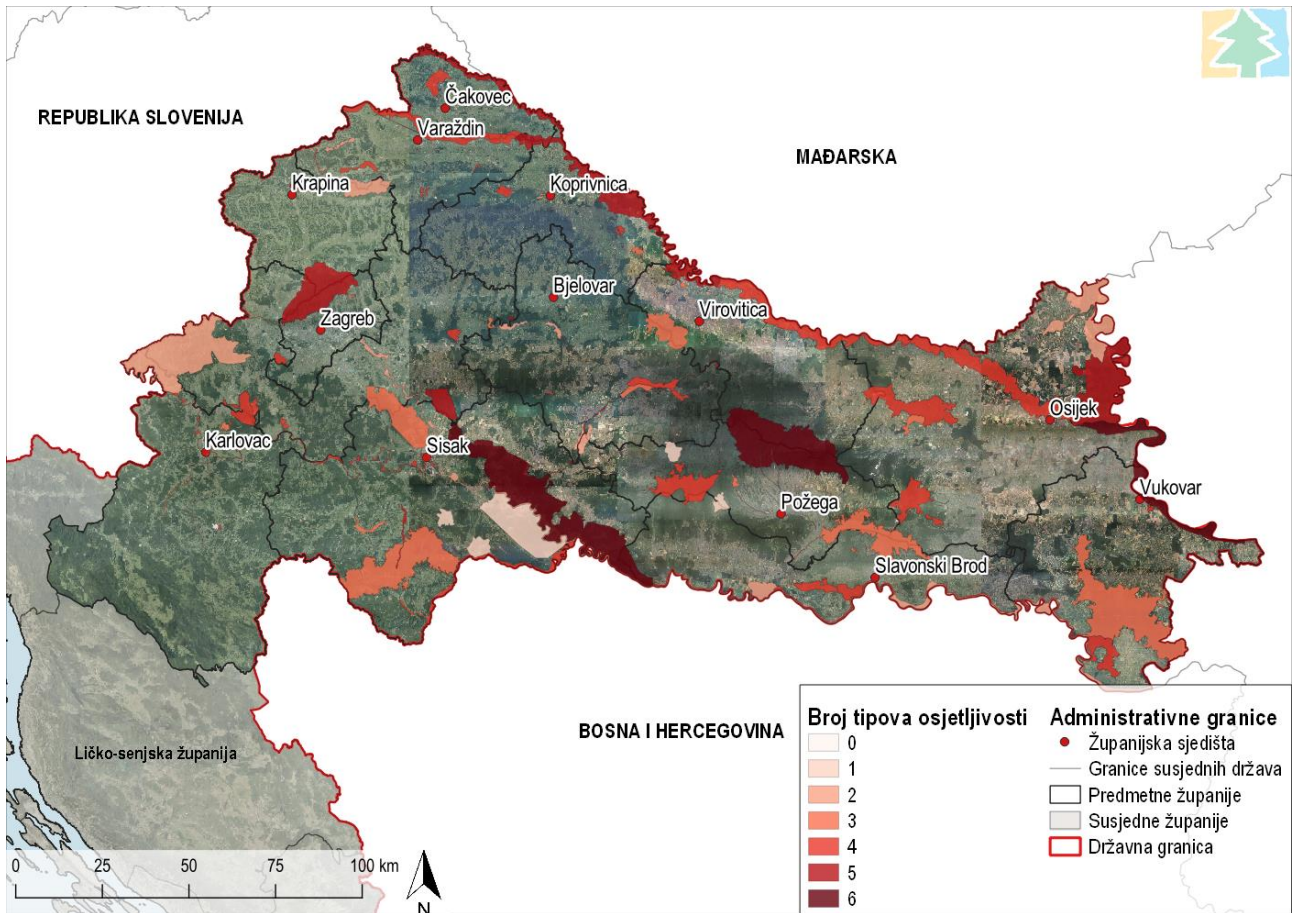 REPUBLIKA SLOVENIJA
MAĐARSKA
Čakovec
Varaždin
Krapina
Koprivnica
Bjelovar
Virovitica
Zagreb
Osijek
Karlovac
Sisak
Požega
Vukovar
Slavonski Brod
BOSNA I HERCEGOVINA
Ličko-senjska županija
0 25 50 75 100 km
N
Broj tipova osjetljivosti
0
1
2
3
4
5
6
Administrativne granice
Županijska sjedišta
Granice susjednih država
Predmetne županije
Susjedne županije
Državna granica